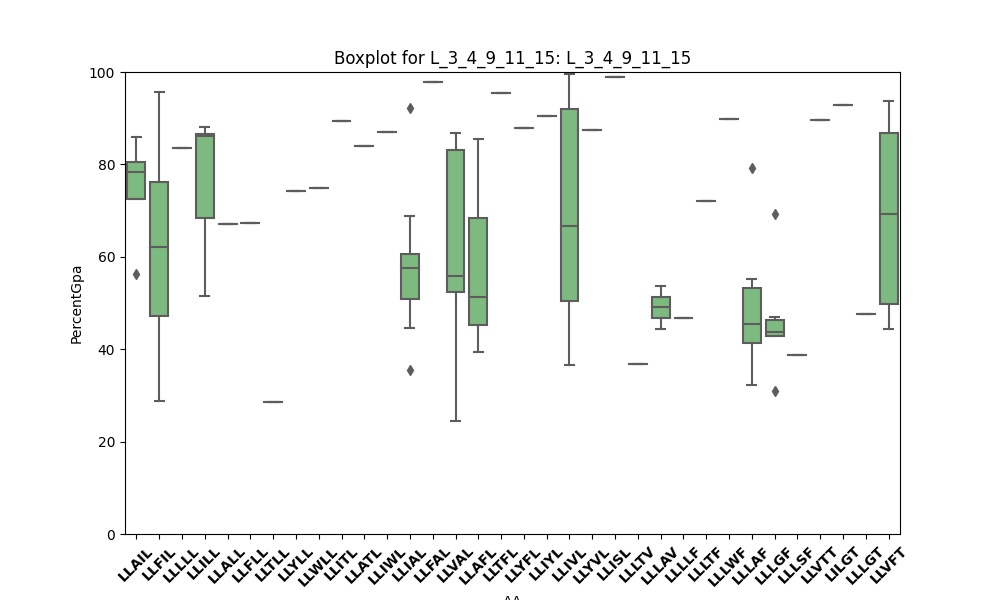 Boxplot for L_3_4_9_11_15: L_3_4_9_11_15
100
80
60
40
20
0
PercentGpa
LLAIL
LLFIL
LLLLL
LLILL
LLALL
LLFLL
LLTLL
LLYLL
LLWLL
LLITL
LLATL
LLIWL
LLIAL
LLFAL
LLVAL
LLAFL
LLTFL
LLYFL
LLIYL
LLIVL
LLYVL
LLISL
LLLTV
LLLAV
LLLLF
LLLTF
LLLWF
LLLAF
LLLGF
LLLSF
LLVTT
LILGT
LLLGT
LLVFT
AA